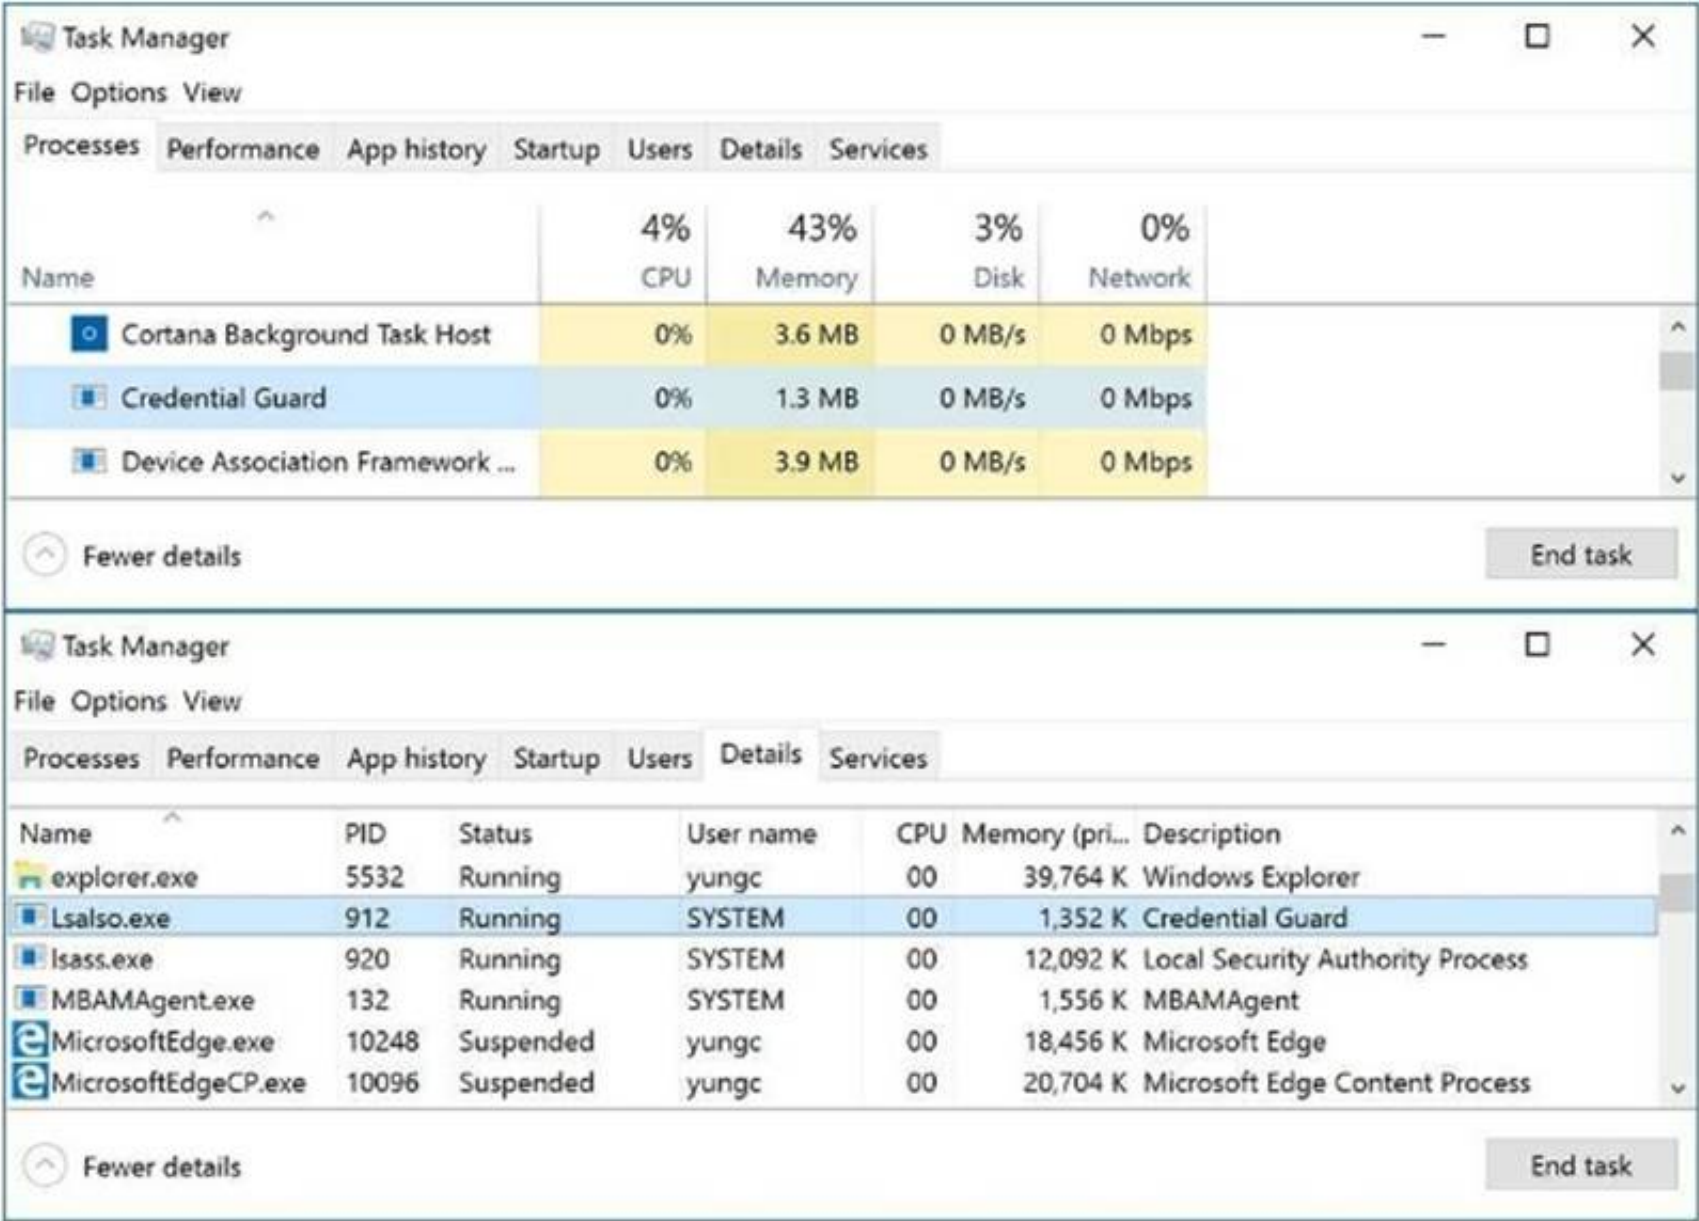 Task Manager
File Options View
Processes Performance App history Startup Users Details Services
4% 43% 3% 0%
Name CPU Memory Disk Network
Cortana Background Task Host 0% 3.6 MB 0 MB/s 0 Mbps
Credential Guard 0% 1.3 MB 0 MB/s 0 Mbps
Device Association Framework ... 0% 3.9 MB 0 MB/s 0 Mbps
Fewer details End task
Task Manager
File Options View
Processes Performance App history Startup Users Details Services
Name PID Status User name CPU Memory (pri... Description
explorer.exe 5532 Running yungc 00 39,764 K Windows Explorer
LsaIso.exe 912 Running SYSTEM 00 1,352 K Credential Guard
lsass.exe 920 Running SYSTEM 00 12,092 K Local Security Authority Process
MBAMAgent.exe 132 Running SYSTEM 00 1,556 K MBAMAgent
MicrosoftEdge.exe 10248 Suspended yungc 00 18,456 K Microsoft Edge
MicrosoftEdgeCP.exe 10096 Suspended yungc 00 20,704 K Microsoft Edge Content Process
Fewer details End task